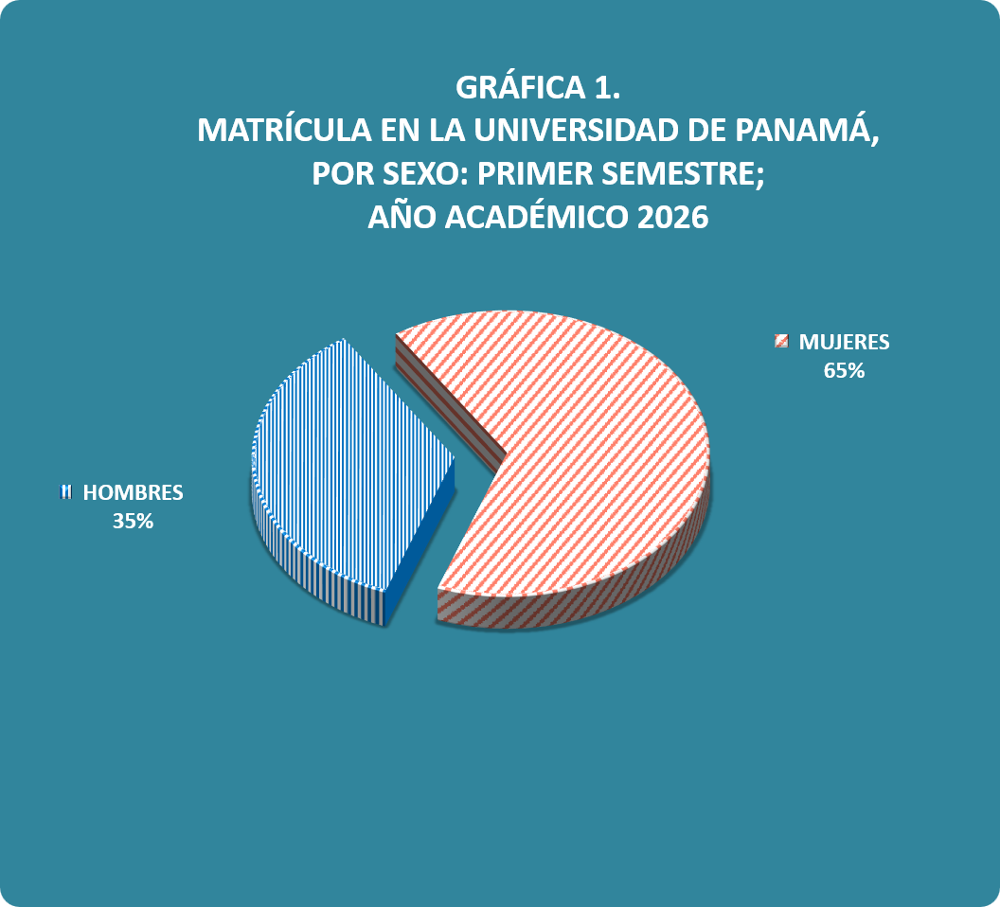 GRÁFICA 1.
MATRÍCULA EN LA UNIVERSIDAD DE PANAMÁ,
POR SEXO: PRIMER SEMESTRE;
AÑO ACADÉMICO 2026
MUJERES
65%
HOMBRES
35%